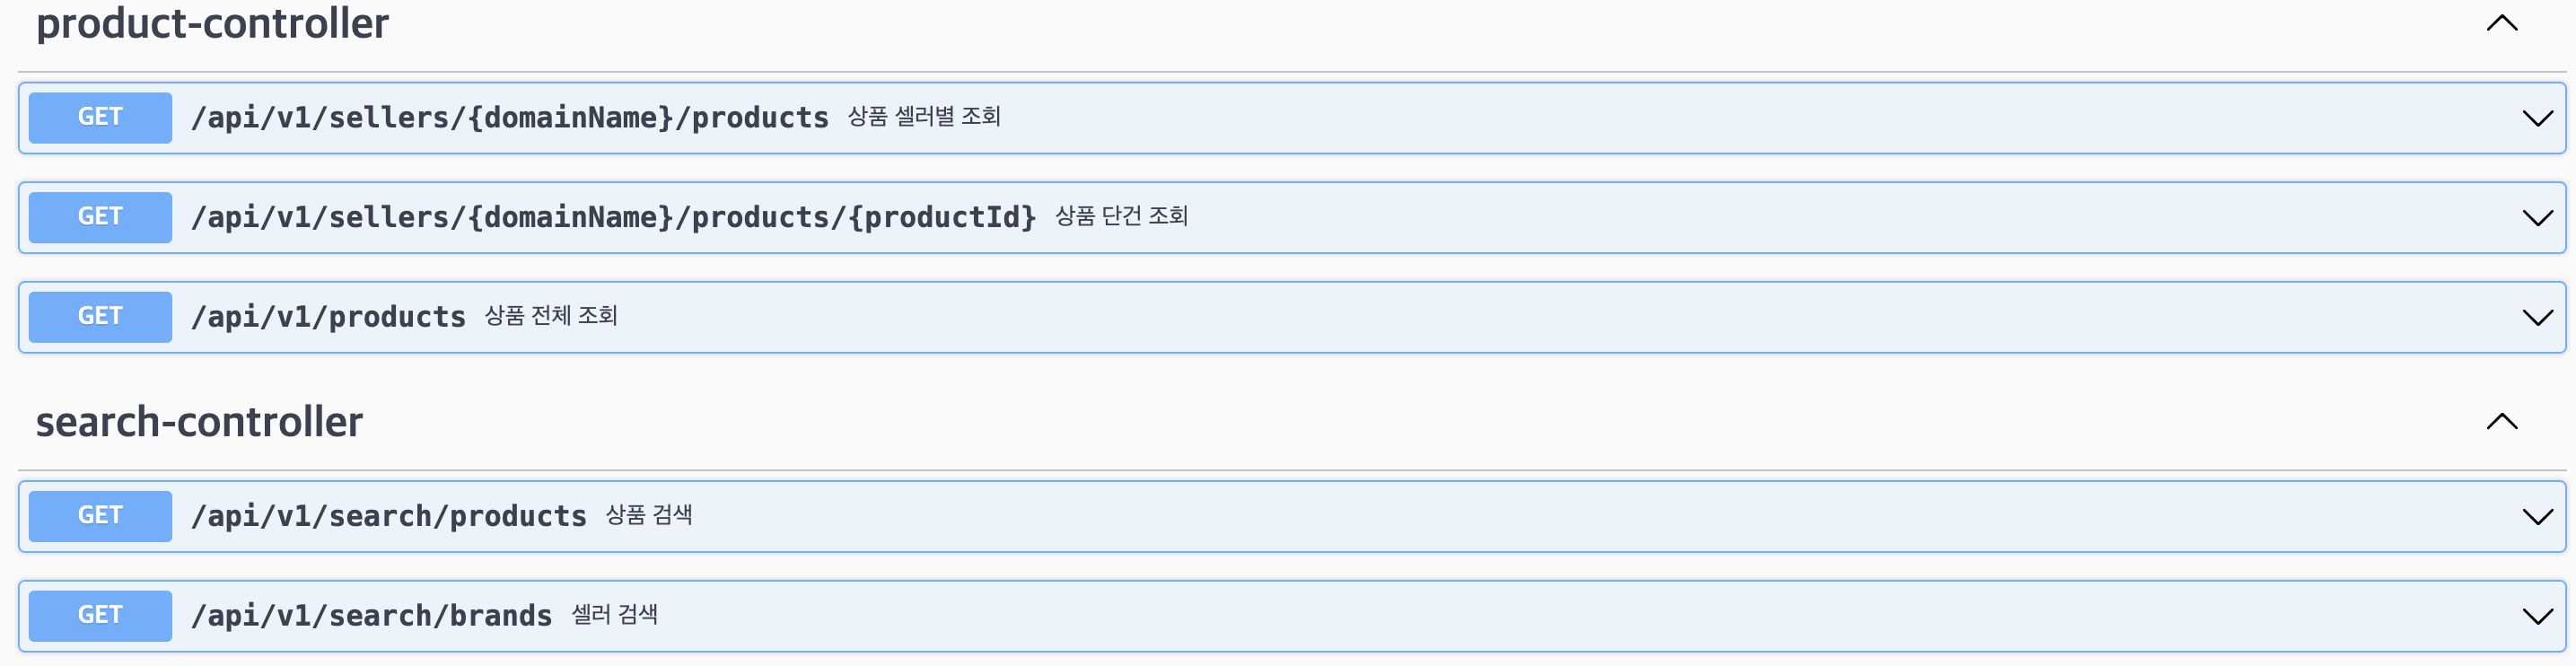 product-controller
GET /api/v1/sellers/{domainName}/products 상품 셀러별 조회
GET /api/v1/sellers/{domainName}/products/{productId} 상품 단건 조회
GET /api/v1/products 상품 전체 조회
search-controller
GET /api/v1/search/products 상품 검색
GET /api/v1/search/brands 셀러 검색